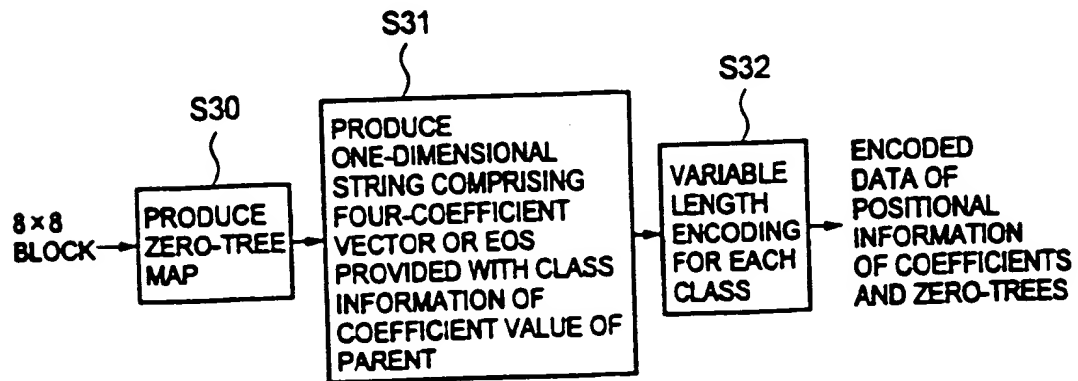 S31
S32
S30
8 × 8
BLOCK
PRODUCE
ZERO-TREE
MAP
PRODUCE
ONE-DIMENSIONAL
STRING COMPRISING
FOUR-COEFFICIENT
VECTOR OR EOS
PROVIDED WITH CLASS
INFORMATION OF
COEFFICIENT VALUE OF
PARENT
VARIABLE
LENGTH
ENCODING
FOR EACH
CLASS
ENCODED
DATA OF
POSITIONAL
INFORMATION
OF COEFFICIENTS
AND ZERO-TREES